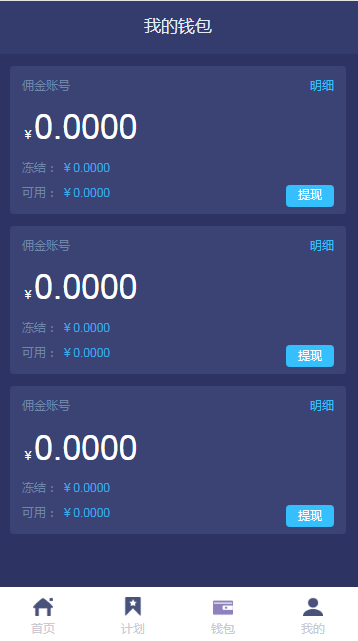 我的钱包
佣金账号 明细
¥0.0000
冻结： ¥ 0.0000
可用： ¥ 0.0000 提现
佣金账号 明细
¥0.0000
冻结： ¥ 0.0000
可用： ¥ 0.0000 提现
佣金账号 明细
¥0.0000
冻结： ¥ 0.0000
可用： ¥ 0.0000 提现
首页 计划 钱包 我的